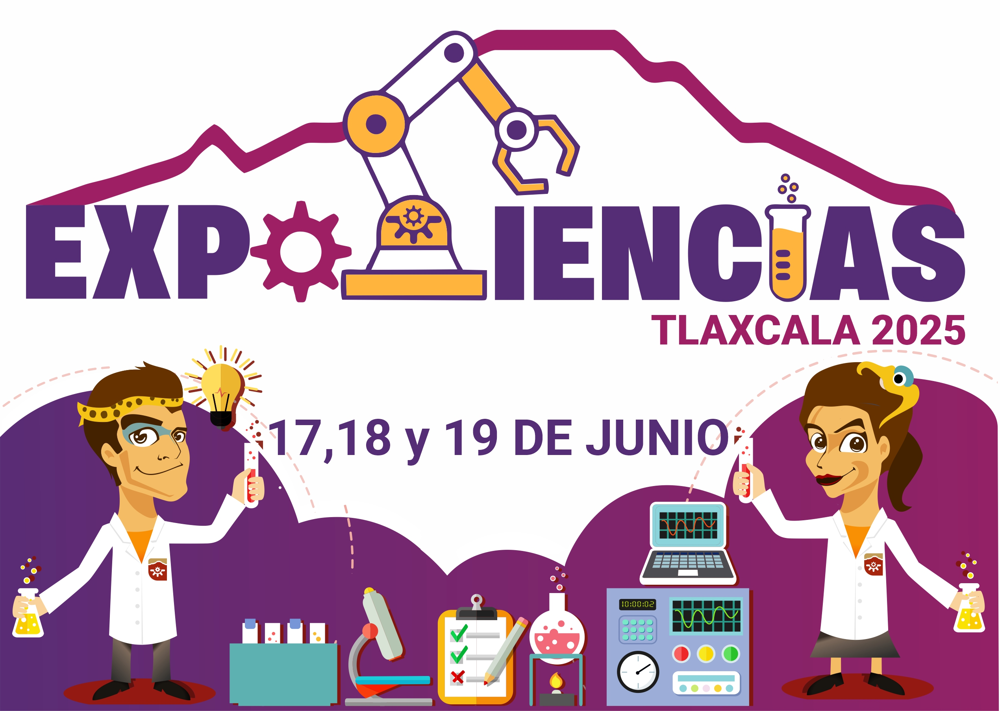 EXPOCIENCIAS
TLAXCALA 2025
17,18 y 19 DE JUNIO
10:00:02